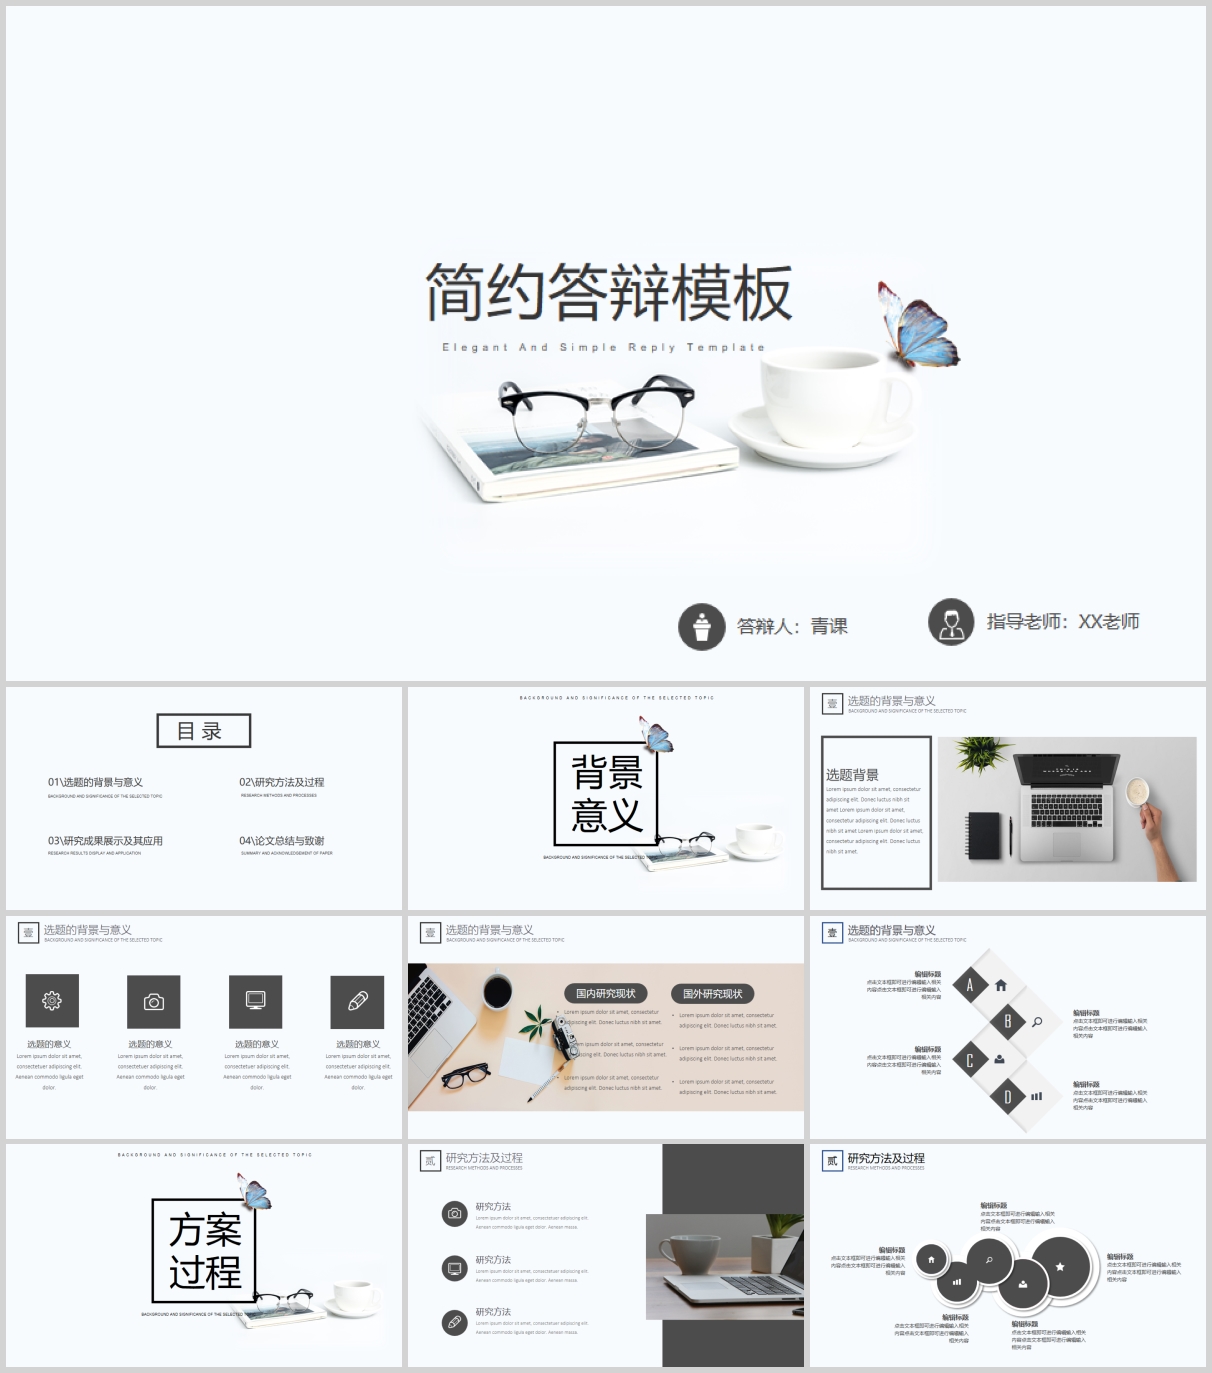 简约答辩模板
Elegant And Simple Reply Template
答辩人：青课
指导老师：XX老师
目录
01\选题的背景与意义
BACKGROUND AND SIGNIFICANCE OF THE SELECTED TOPIC
02\研究方法及过程
RESEARCH METHODS AND PROCESSES
03\研究成果展示及其应用
RESEARCH RESULTS DISPLAY AND APPLICATION
04\论文总结与致谢
SUMMARY AND ACKNOWLEDGEMENT OF PAPER
BACKGROUND AND SIGNIFICANCE OF THE SELECTED TOPIC
背景
意义
BACKGROUND AND SIGNIFICANCE OF THE SELECTED
壹
选题的背景与意义
BACKGROUND AND SIGNIFICANCE OF THE SELECTED TOPIC
选题背景
Lorem ipsum dolor sit amet, consectetur
adipiscing elit. Donec luctus nibh sit
amet Lorem ipsum dolor sit amet,
consectetur adipiscing elit. Donec luctus
nibh sit amet Lorem ipsum dolor sit amet,
consectetur adipiscing elit. Donec luctus
nibh sit amet.
壹
选题的背景与意义
BACKGROUND AND SIGNIFICANCE OF THE SELECTED TOPIC
选题的意义
Lorem ipsum dolor sit amet,
consectetuer adipiscing elit.
Aenean commodo ligula eget
dolor.
选题的意义
Lorem ipsum dolor sit amet,
consectetuer adipiscing elit.
Aenean commodo ligula eget
dolor.
选题的意义
Lorem ipsum dolor sit amet,
consectetuer adipiscing elit.
Aenean commodo ligula eget
dolor.
选题的意义
Lorem ipsum dolor sit amet,
consectetuer adipiscing elit.
Aenean commodo ligula eget
dolor.
壹
选题的背景与意义
BACKGROUND AND SIGNIFICANCE OF THE SELECTED TOPIC
国内研究现状
• Lorem ipsum dolor sit amet, consectetur
adipiscing elit. Donec luctus nibh sit amet.
Lorem ipsum dolor sit amet, consectetur
adipiscing elit. Donec luctus nibh sit amet.
• Lorem ipsum dolor sit amet, consectetur
adipiscing elit. Donec luctus nibh sit amet.
国外研究现状
• Lorem ipsum dolor sit amet, consectetur
adipiscing elit. Donec luctus nibh sit amet.
• Lorem ipsum dolor sit amet, consectetur
adipiscing elit. Donec luctus nibh sit amet.
• Lorem ipsum dolor sit amet, consectetur
adipiscing elit. Donec luctus nibh sit amet.
壹
选题的背景与意义
BACKGROUND AND SIGNIFICANCE OF THE SELECTED TOPIC
编辑标题
点击文本框即可进行编辑输入相关
内容点击文本框即可进行编辑输入
相关内容
A
B
编辑标题
点击文本框即可进行编辑输入相关
内容点击文本框即可进行编辑输入
相关内容
编辑标题
点击文本框即可进行编辑输入相关
内容点击文本框即可进行编辑输入
相关内容
C
D
编辑标题
点击文本框即可进行编辑输入相关
内容点击文本框即可进行编辑输入
相关内容
BACKGROUND AND SIGNIFICANCE OF THE SELECTED TOPIC
方案
过程
BACKGROUND AND SIGNIFICANCE OF THE SELECTED
贰
研究方法及过程
RESEARCH METHODS AND PROCESSES
研究方法
Lorem ipsum dolor sit amet, consectetuer adipiscing elit.
Aenean commodo ligula eget dolor. Aenean massa.
研究方法
Lorem ipsum dolor sit amet, consectetuer adipiscing elit.
Aenean commodo ligula eget dolor. Aenean massa.
研究方法
Lorem ipsum dolor sit amet, consectetuer adipiscing elit.
Aenean commodo ligula eget dolor. Aenean massa.
贰
研究方法及过程
RESEARCH METHODS AND PROCESSES
编辑标题
点击文本框即可进行编辑输入相关
内容点击文本框即可进行编辑输入
相关内容
编辑标题
点击文本框即可进行编辑输入相关
内容点击文本框即可进行编辑输入
相关内容
编辑标题
点击文本框即可进行编辑输入相关
内容点击文本框即可进行编辑输入
相关内容
编辑标题
点击文本框即可进行编辑输入相关
内容点击文本框即可进行编辑输入
相关内容
编辑标题
点击文本框即可进行编辑输入相关
内容点击文本框即可进行编辑输入
相关内容